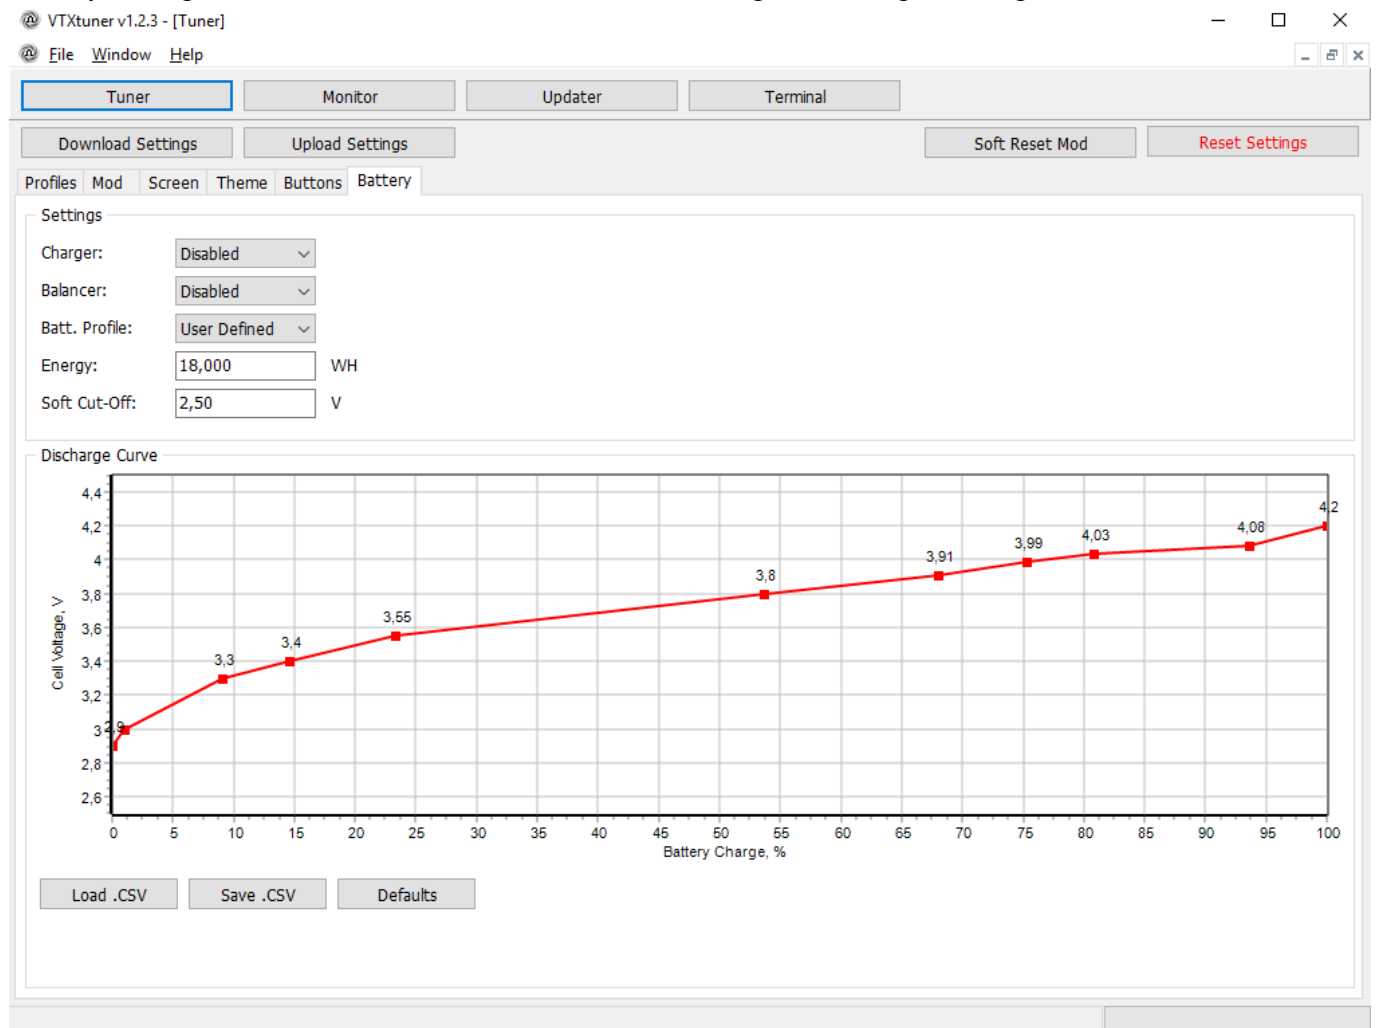 VTXtuner v1.2.3 - [Tuner]
File Window Help
Tuner Monitor Updater Terminal
Download Settings Upload Settings Soft Reset Mod Reset Settings
Profiles Mod Screen Theme Buttons Battery
Settings
Charger: Disabled
Balancer: Disabled
Batt. Profile: User Defined
Energy: 18,000 WH
Soft Cut-Off: 2,50 V
Discharge Curve
4,4
4,2
4
3,8
3,6
3,4
3,2
3
2,8
2,6
Cell Voltage, V
2,9
3,3
3,4
3,55
3,8
3,91
3,99
4,03
4,08
4,2
0 5 10 15 20 25 30 35 40 45 50 55 60 65 70 75 80 85 90 95 100
Battery Charge, %
Load .CSV Save .CSV Defaults